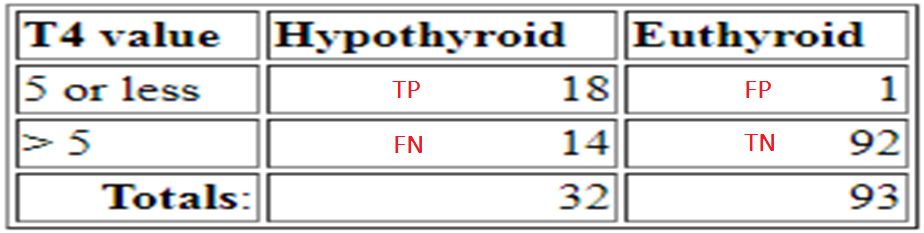 T4 value Hypothyroid Euthyroid
5 or less TP 18 FP 1
> 5 FN 14 TN 92
Totals: 32 93